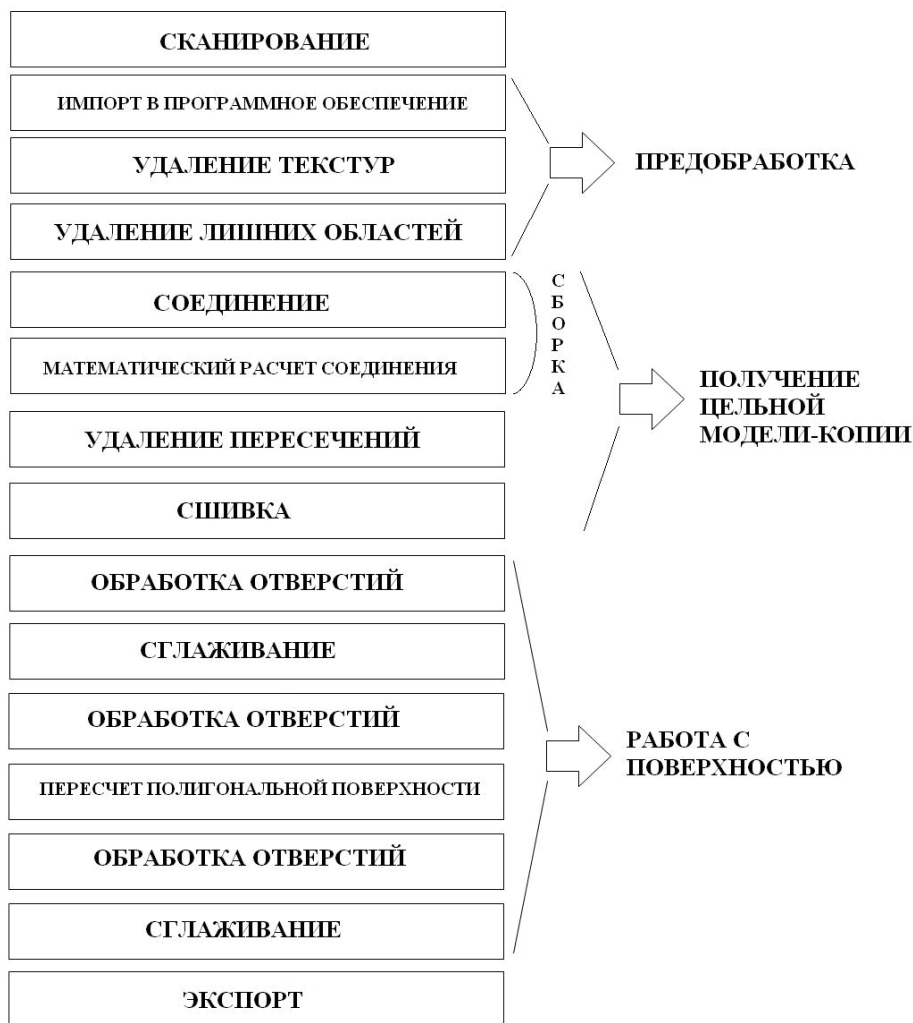 СКАНИРОВАНИЕ
ИМПОРТ В ПРОГРАММНОЕ ОБЕСПЕЧЕНИЕ
УДАЛЕНИЕ ТЕКСТУР
УДАЛЕНИЕ ЛИШНИХ ОБЛАСТЕЙ
ПРЕДОБРАБОТКА
СОЕДИНЕНИЕ
МАТЕМАТИЧЕСКИЙ РАСЧЕТ СОЕДИНЕНИЯ
СБОРКА
УДАЛЕНИЕ ПЕРЕСЕЧЕНИЙ
СШИВКА
ПОЛУЧЕНИЕ
ЦЕЛЬНОЙ
МОДЕЛИ-КОПИИ
ОБРАБОТКА ОТВЕРСТИЙ
СГЛАЖИВАНИЕ
ОБРАБОТКА ОТВЕРСТИЙ
ПЕРЕСЧЕТ ПОЛИГОНАЛЬНОЙ ПОВЕРХНОСТИ
ОБРАБОТКА ОТВЕРСТИЙ
СГЛАЖИВАНИЕ
РАБОТА С
ПОВЕРХНОСТЬЮ
ЭКСПОРТ